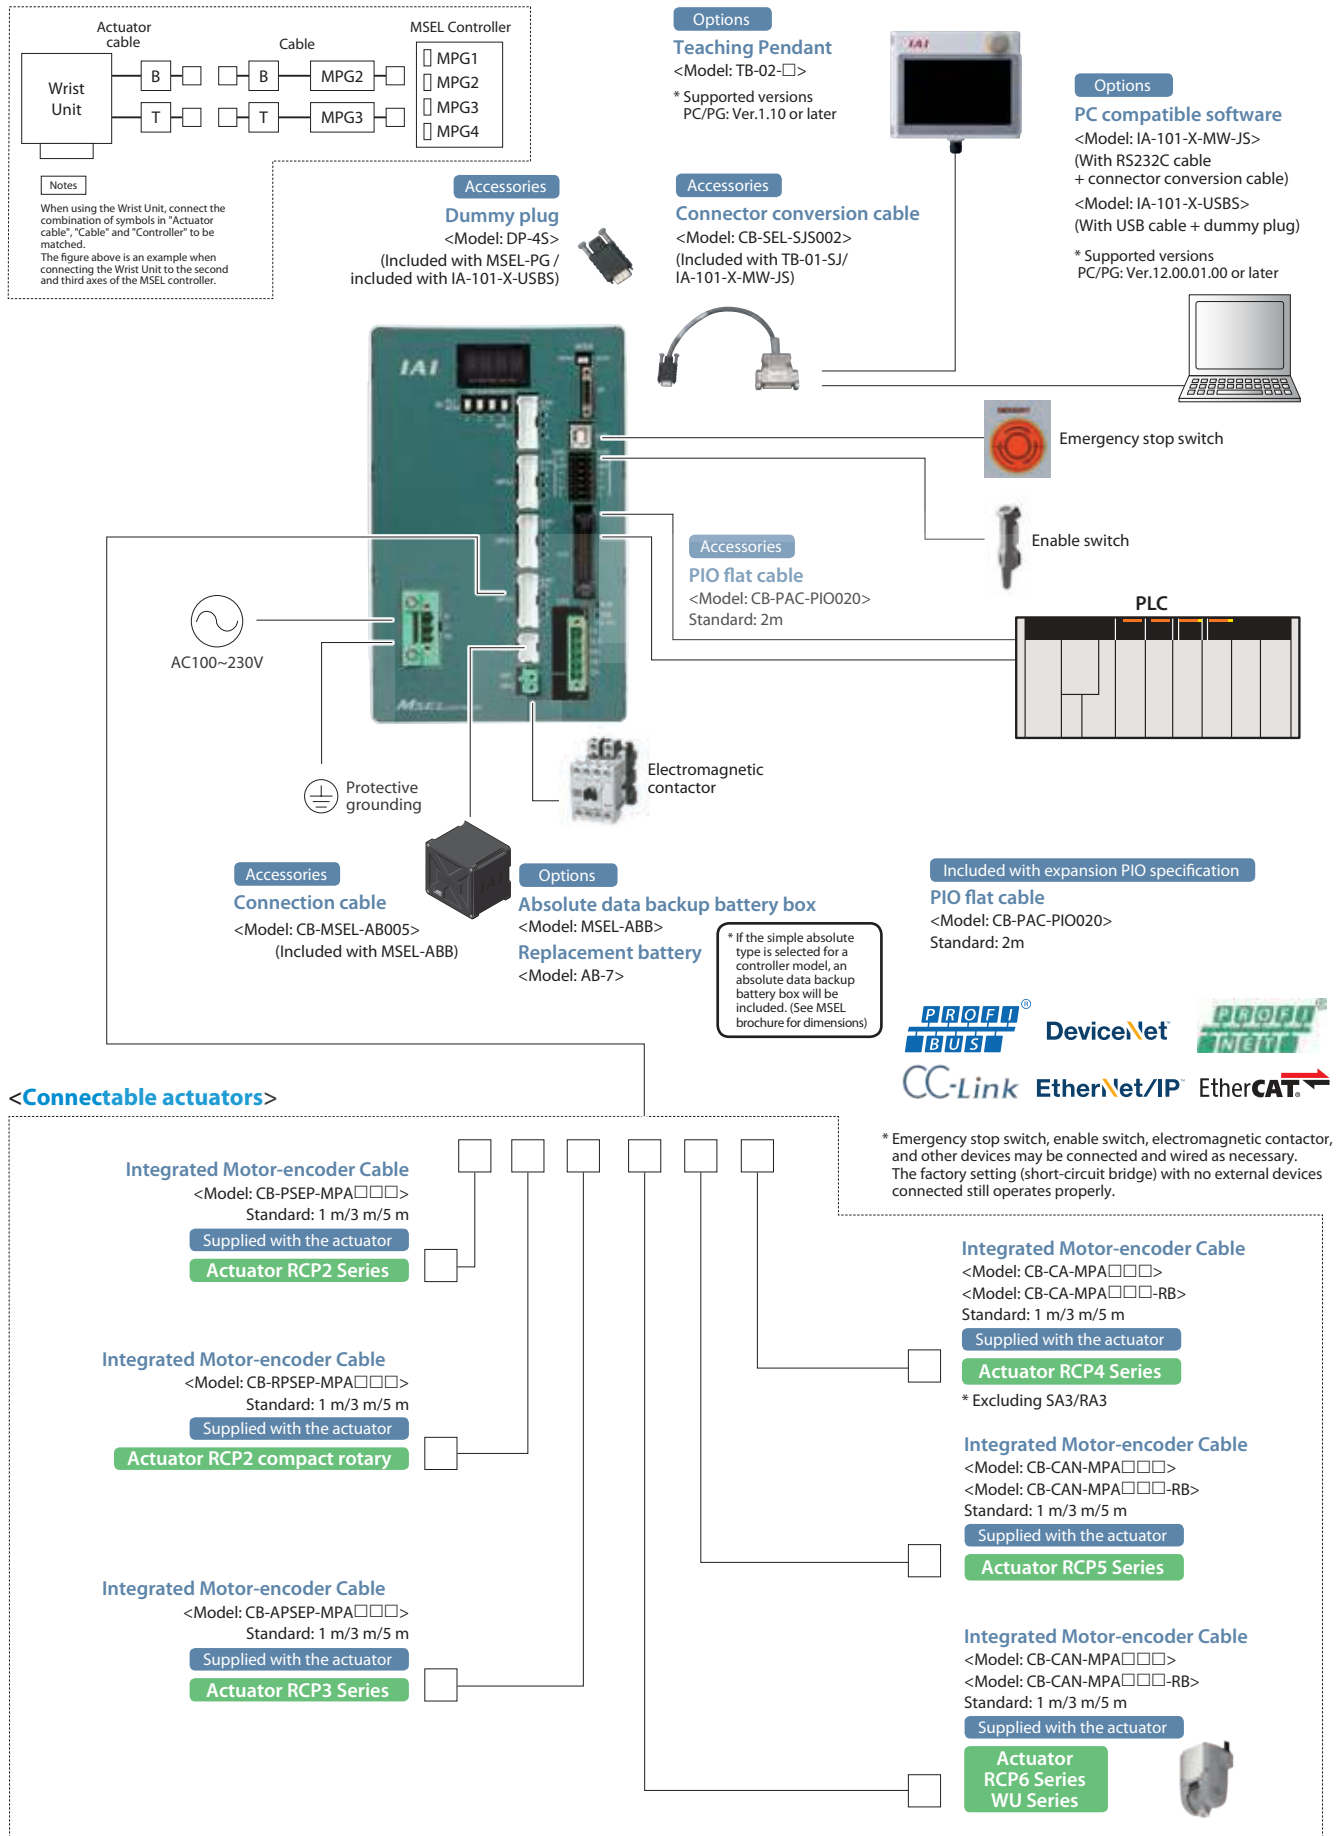 Actuator
cable
Cable
MSEL Controller
Wrist
Unit
B
B
MPG2
T
T
MPG3
MPG1
MPG2
MPG3
MPG4
Notes
When using the Wrist Unit, connect the
combination of symbols in "Actuator
cable", "Cable" and "Controller" to be
matched.
The figure above is an example when
connecting the Wrist Unit to the second
and third axes of the MSEL controller.
Options
Teaching Pendant
<Model: TB-02-□>
* Supported versions
PC/PG: Ver.1.10 or later
IAI
Options
PC compatible software
<Model: IA-101-X-MW-JS>
(With RS232C cable
+ connector conversion cable)
<Model: IA-101-X-USBS>
(With USB cable + dummy plug)
* Supported versions
PC/PG: Ver.12.00.01.00 or later
Accessories
Dummy plug
<Model: DP-4S>
(Included with MSEL-PG /
included with IA-101-X-USBS)
Accessories
Connector conversion cable
<Model: CB-SEL-SJS002>
(Included with TB-01-SJ/
IA-101-X-MW-JS)
IAI
MSEL
Emergency stop switch
Enable switch
Accessories
PIO flat cable
<Model: CB-PAC-PIO020>
Standard: 2m
PLC
AC100~230V
Protective
grounding
Electromagnetic
contactor
Accessories
Connection cable
<Model: CB-MSEL-AB005>
(Included with MSEL-ABB)
Options
Absolute data backup battery box
<Model: MSEL-ABB>
Replacement battery
<Model: AB-7>
* If the simple absolute
type is selected for a
controller model, an
absolute data backup
battery box will be
included. (See MSEL
brochure for dimensions)
Included with expansion PIO specification
PIO flat cable
<Model: CB-PAC-PIO020>
Standard: 2m
PROFI
BUS
®
DeviceNet
PROFI
NET
CC-Link
EtherNet/IP
EtherCAT
* Emergency stop switch, enable switch, electromagnetic contactor,
and other devices may be connected and wired as necessary.
The factory setting (short-circuit bridge) with no external devices
connected still operates properly.
<Connectable actuators>
Integrated Motor-encoder Cable
<Model: CB-PSEP-MPA□□□>
Standard: 1 m/3 m/5 m
Supplied with the actuator
Actuator RCP2 Series
Integrated Motor-encoder Cable
<Model: CB-RPSEP-MPA□□□>
Standard: 1 m/3 m/5 m
Supplied with the actuator
Actuator RCP2 compact rotary
Integrated Motor-encoder Cable
<Model: CB-APSEP-MPA□□□>
Standard: 1 m/3 m/5 m
Supplied with the actuator
Actuator RCP3 Series
Integrated Motor-encoder Cable
<Model: CB-CA-MPA□□□>
<Model: CB-CA-MPA□□□-RB>
Standard: 1 m/3 m/5 m
Supplied with the actuator
Actuator RCP4 Series
* Excluding SA3/RA3
Integrated Motor-encoder Cable
<Model: CB-CAN-MPA□□□>
<Model: CB-CAN-MPA□□□-RB>
Standard: 1 m/3 m/5 m
Supplied with the actuator
Actuator RCP5 Series
Integrated Motor-encoder Cable
<Model: CB-CAN-MPA□□□>
<Model: CB-CAN-MPA□□□-RB>
Standard: 1 m/3 m/5 m
Supplied with the actuator
Actuator
RCP6 Series
WU Series